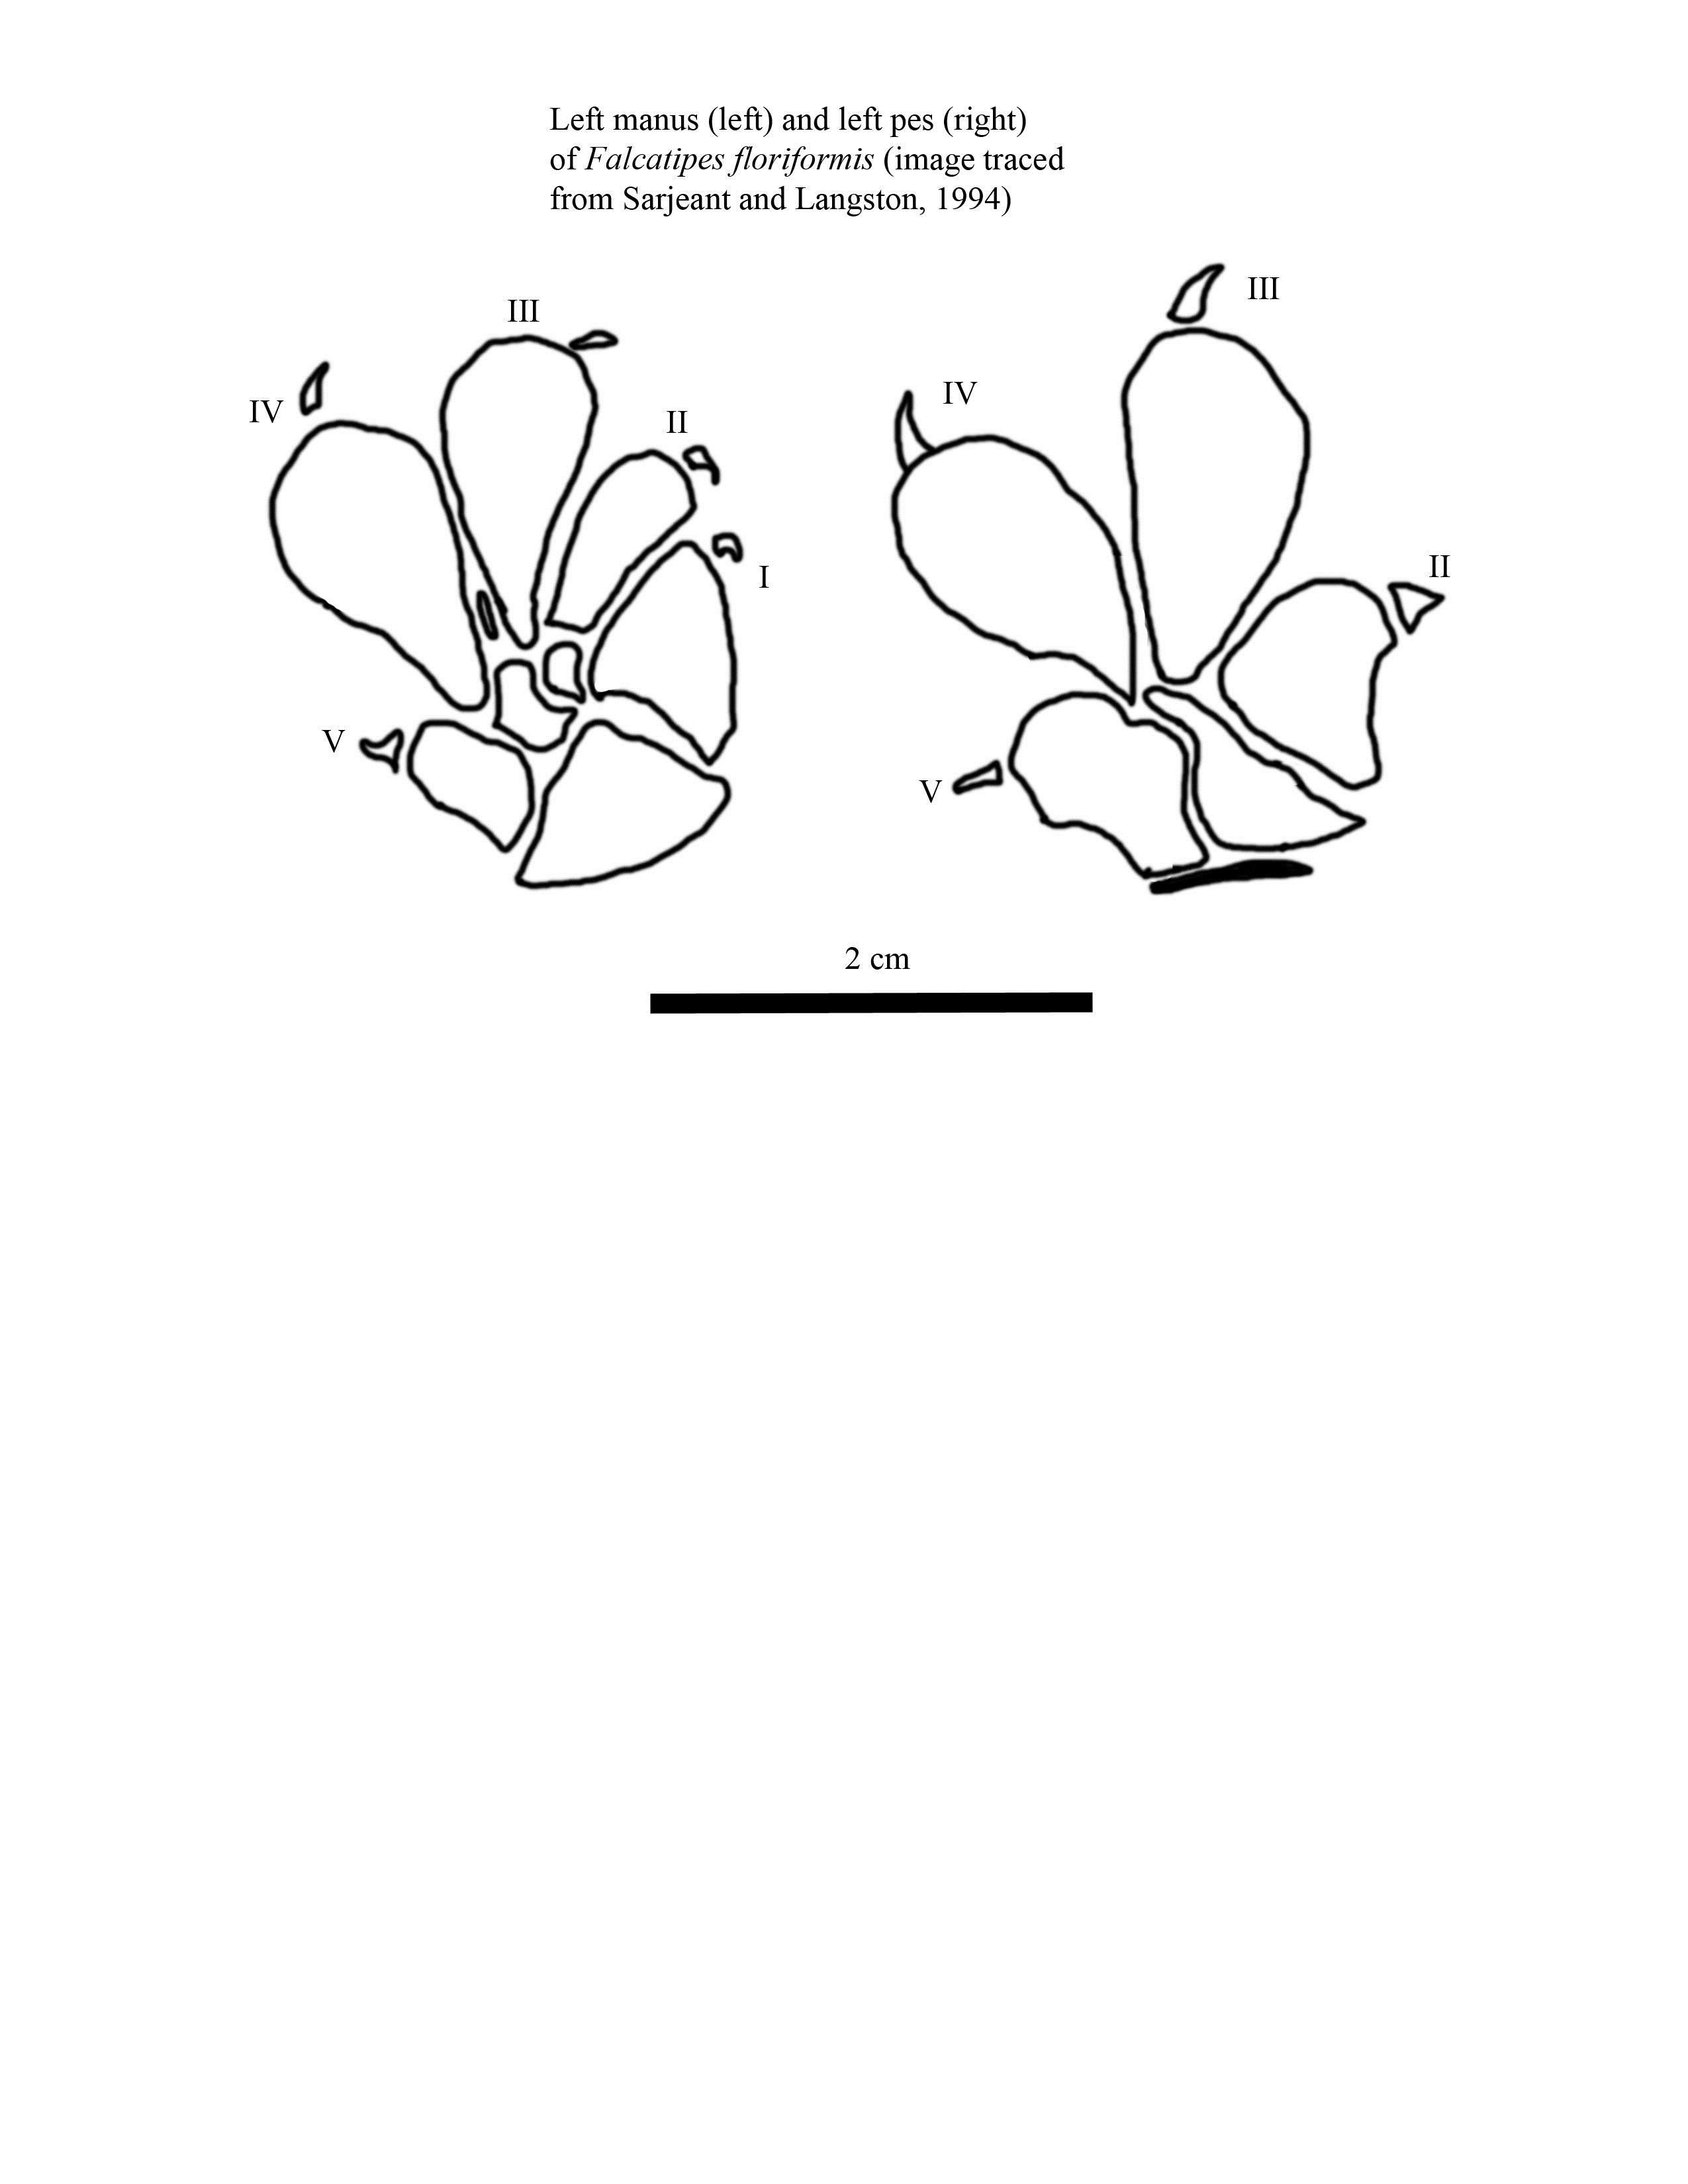 Left manus (left) and left pes (right)
of Falcatipes floriformis (image traced
from Sarjeant and Langston, 1994)
III
IV
II
I
V
III
IV
II
V
2 cm